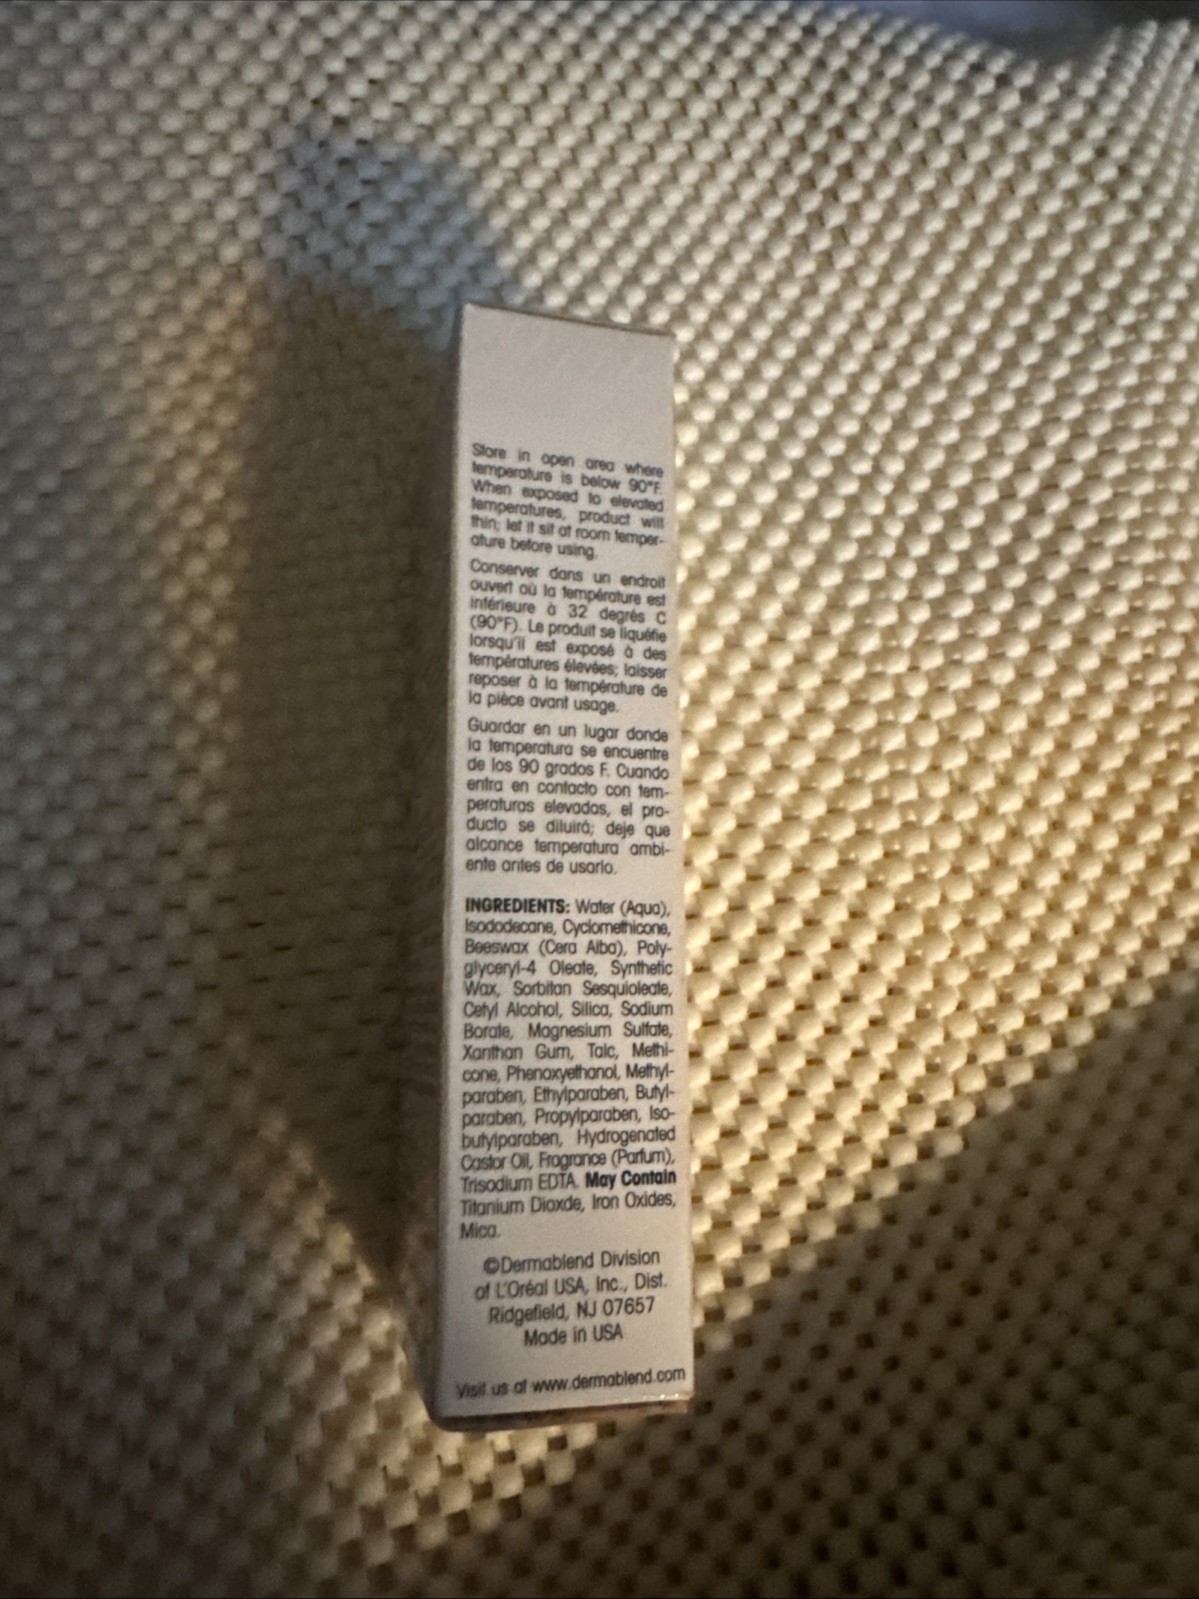 Store in open area where
temperature is below 90°F.
When exposed to elevated
temperatures, product will
thin; let it sit at room temper-
ature before using.
Conserver dans un endroit
ouvert où la température est
inférieure à 32 degrés C
(90°F). Le produit se liquéfie
lorsqu'il est exposé à des
températures élevées; laisser
reposer à la température de
la pièce avant usage.
Guardar en un lugar donde
la temperatura se encuentre
de los 90 grados F. Cuando
entra en contacto con tem-
peraturas elevadas, el pro-
ducto se diluirá; deje que
alcance temperatura ambi-
ente antes de usarlo.
INGREDIENTS: Water (Aqua),
Isododecane, Cyclomethicone,
Beeswax (Cera Alba), Poly-
glyceryl-4 Oleate, Synthetic
Wax, Sorbitan Sesquioleate,
Cetyl Alcohol, Silica, Sodium
Borate, Magnesium Sulfate,
Xanthan Gum, Talc, Methi-
cone, Phenoxyethanol, Methyl-
paraben, Ethylparaben, Butyl-
paraben, Propylparaben, Iso-
butylparaben, Hydrogenated
Castor Oil, Fragrance (Parfum),
Trisodium EDTA. May Contain
Titanium Dioxde, Iron Oxides,
Mica.
©Dermablend Division
of L'Oréal USA, Inc., Dist.
Ridgefield, NJ 07657
Made in USA
Visit us at www.dermablend.com